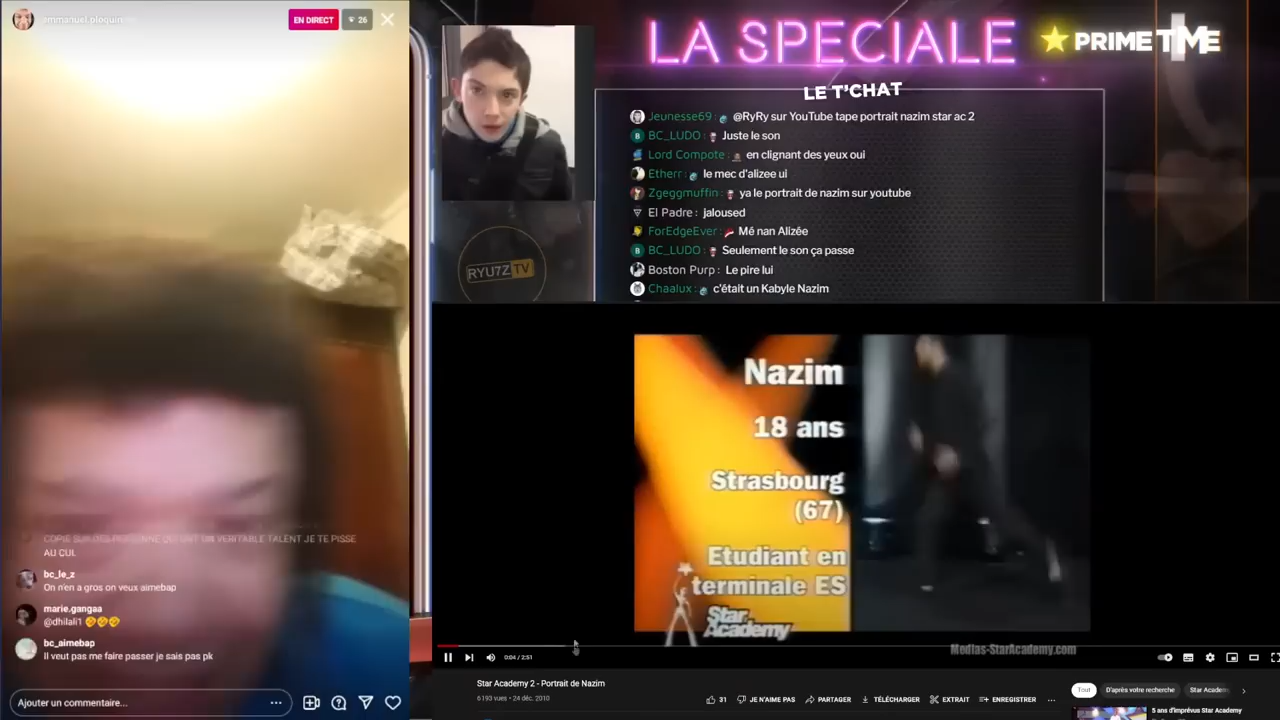 emmanuel.ploquin
EN DIRECT
26
COPIE SUR DES PERSONNE QUI ONT UN VERITABLE TALENT JE TE PISSE
AU CUL
bc_le_z
On n'en a gros on veux aimebap
marie.gangaa
@dhilali1
bc_aimebap
Il veut pas me faire passer je sais pas pk
Ajouter un commentaire...
LA SPECIALE
PRIME TIME
LE T'CHAT
Jeunesse69 : @RyRy sur YouTube tape portrait nazim star ac 2
BC_LUDO : Juste le son
Lord Compote : en clignant des yeux oui
Etherr : le mec d'alizee ui
Zgeggmuffin : ya le portrait de nazim sur youtube
El Padre : jaloused
ForEdgeEver : Mé nan Alizée
BC_LUDO : Seulement le son ça passe
Boston Purp : Le pire lui
Chaalux : c'était un Kabyle Nazim
RYU7Z TV
Nazim
18 ans
Strasbourg
(67)
Etudiant en
terminale ES
Star
Academy
Medias-StarAcademy.com
0:04 / 2:51
Star Academy 2 - Portrait de Nazim
6 193 vues • 24 déc. 2010
31
JE N'AIME PAS
PARTAGER
TÉLÉCHARGER
EXTRAIT
ENREGISTRER
Tout
D'après votre recherche
Star Academ
5 ans d'imprévus Star Academy